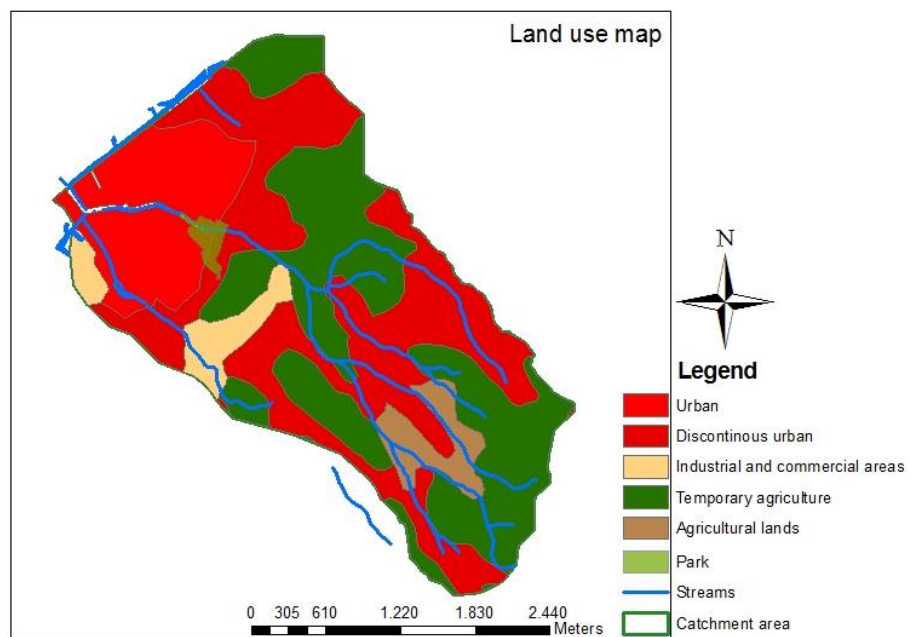 Land use map
N
Legend
Urban
Discontinous urban
Industrial and commercial areas
Temporary agriculture
Agricultural lands
Park
Streams
Catchment area
0 305 610 1.220 1.830 2.440
Meters